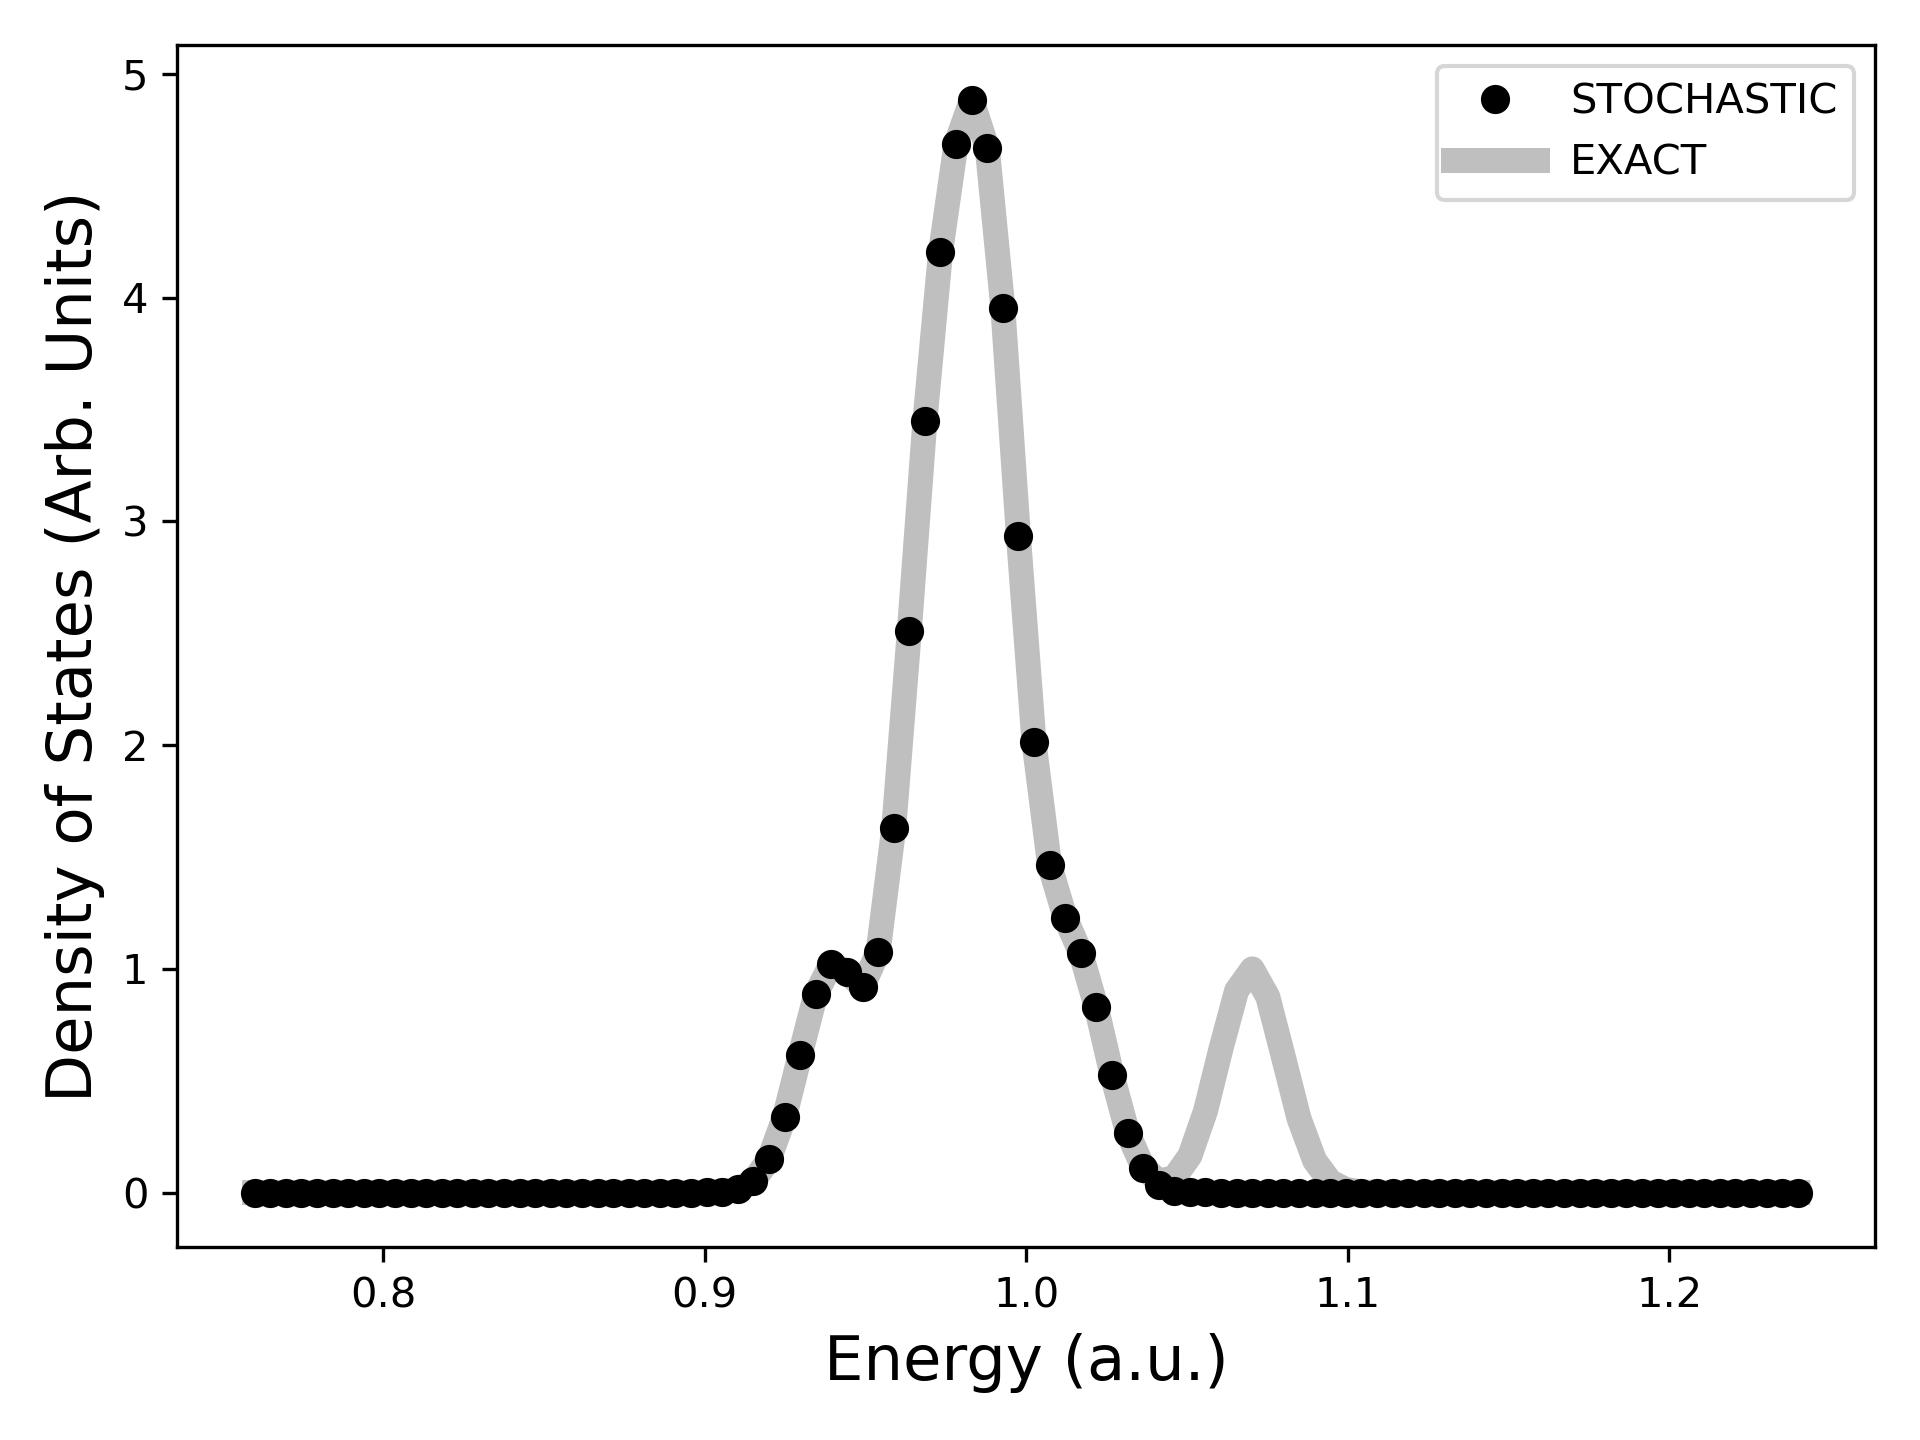 STOCHASTIC
EXACT
Density of States (Arb. Units)
5
4
3
2
1
0
0.8 0.9 1.0 1.1 1.2
Energy (a.u.)